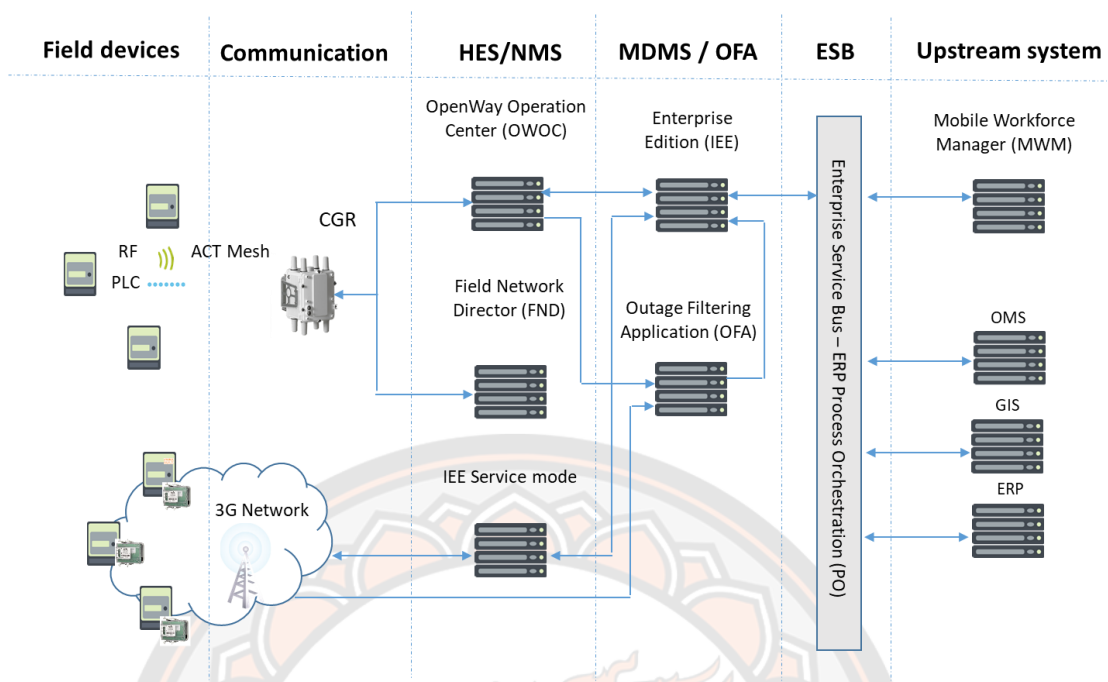 Field devices
Communication
HES/NMS
MDMS / OFA
ESB
Upstream system
OpenWay Operation
Center (OWOC)
Enterprise
Edition (IEE)
Mobile Workforce
Manager (MWM)
CGR
RF
ACT Mesh
PLC
Field Network
Director (FND)
Outage Filtering
Application (OFA)
Enterprise Service Bus – ERP Process Orchestration (PO)
OMS
GIS
ERP
IEE Service mode
3G Network